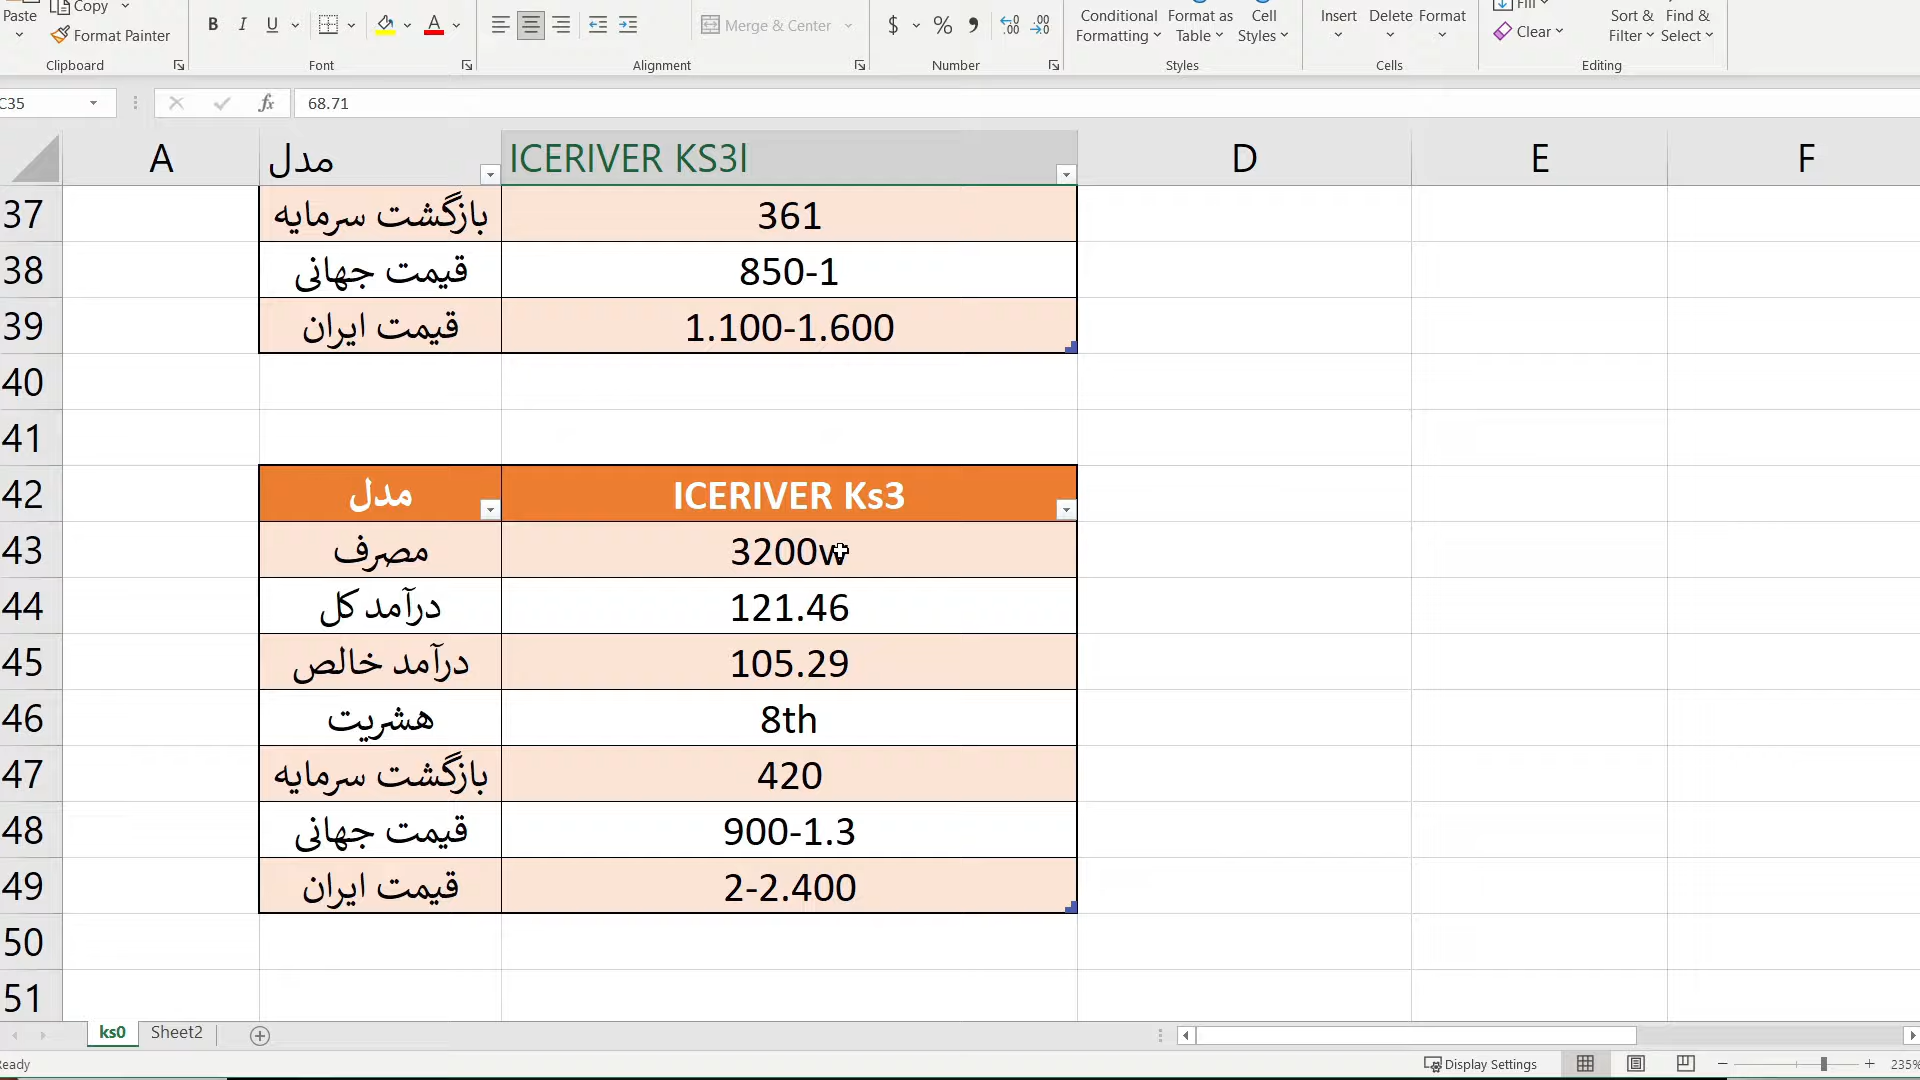 Paste
Copy
Format Painter
Clipboard
B I U
A
Font
Alignment
Merge & Center
$ % ,
Number
Conditional Formatting
Format as Table
Cell Styles
Styles
Insert
Delete
Format
Cells
Fill
Clear
Sort & Filter
Find & Select
Editing
C35
fx
68.71
A مدل ICERIVER KS3l D E F
37 بازگشت سرمایه 361
38 قیمت جهانی 850-1
39 قیمت ایران 1.100-1.600
40
41
42 مدل ICERIVER Ks3
43 مصرف 3200w
44 درآمد کل 121.46
45 درآمد خالص 105.29
46 هشریت 8th
47 بازگشت سرمایه 420
48 قیمت جهانی 900-1.3
49 قیمت ایران 2-2.400
50
51
ks0 Sheet2
Display Settings
235%